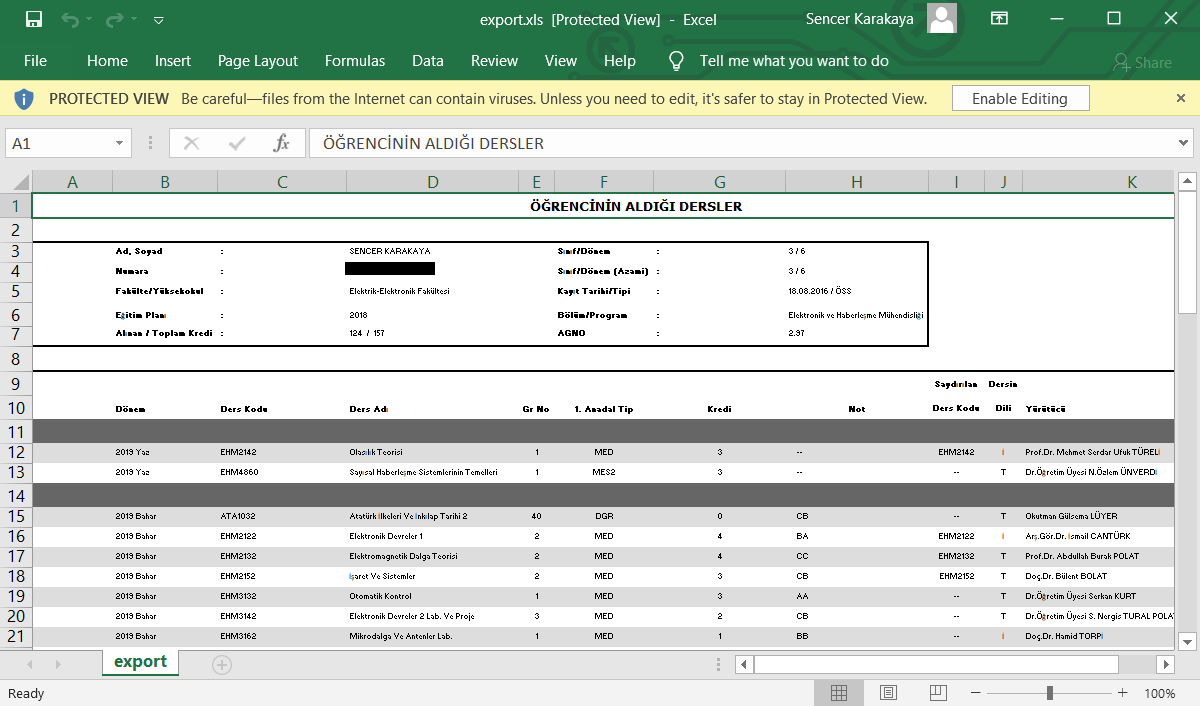 export.xls [Protected View] - Excel
Sencer Karakaya
File Home Insert Page Layout Formulas Data Review View Help Tell me what you want to do Share
PROTECTED VIEW Be careful—files from the Internet can contain viruses. Unless you need to edit, it's safer to stay in Protected View. Enable Editing
A1 fx ÖĞRENCİNİN ALDIĞI DERSLER
A B C D E F G H I J K
1 ÖĞRENCİNİN ALDIĞI DERSLER
2
3 Ad, Soyad : SENCER KARAKAYA Sınıf/Dönem : 3 / 6
4 Numara : Sınıf/Dönem (Azami) : 3 / 6
5 Fakülte/Yüksekokul : Elektrik-Elektronik Fakültesi Kayıt Tarihi/Tipi : 18.08.2016 / ÖSS
6 Eğitim Planı : 2018 Bölüm/Program : Elektronik ve Haberleşme Mühendisliği
7 Alınan / Toplam Kredi : 124 / 157 AGNO : 2.97
8
9 Saydırılan Dersin
10 Dönem Ders Kodu Ders Adı Gr No 1. Anadal Tip Kredi Not Ders Kodu Dili Yürütücü
11
12 2019 Yaz EHM2142 Olasılık Teorisi 1 MED 3 -- EHM2142 İ Prof.Dr. Mehmet Serdar Ufuk TÜRELİ
13 2019 Yaz EHM4860 Sayısal Haberleşme Sistemlerinin Temelleri 1 MES2 3 -- -- T Dr.Öğretim Üyesi N.Özlem ÜNVERDİ
14
15 2019 Bahar ATA1032 Atatürk İlkeleri Ve İnkılap Tarihi 2 40 DGR 0 CB -- T Okutman Gülsema LÜYER
16 2019 Bahar EHM2122 Elektronik Devreler 1 2 MED 4 BA EHM2122 İ Arş.Gör.Dr. İsmail CANTÜRK
17 2019 Bahar EHM2132 Elektromagnetik Dalga Teorisi 2 MED 4 CC EHM2132 T Prof.Dr. Abdullah Burak POLAT
18 2019 Bahar EHM2152 İşaret Ve Sistemler 2 MED 3 CB EHM2152 T Doç.Dr. Bülent BOLAT
19 2019 Bahar EHM3132 Otomatik Kontrol 1 MED 3 AA -- T Dr.Öğretim Üyesi Serkan KURT
20 2019 Bahar EHM3142 Elektronik Devreler 2 Lab. Ve Proje 3 MED 2 CB -- T Dr.Öğretim Üyesi S. Nergis TURAL POLA
21 2019 Bahar EHM3162 Mikrodalga Ve Antenler Lab. 1 MED 1 BB -- İ Doç.Dr. Hamid TORPİ
export
Ready 100%